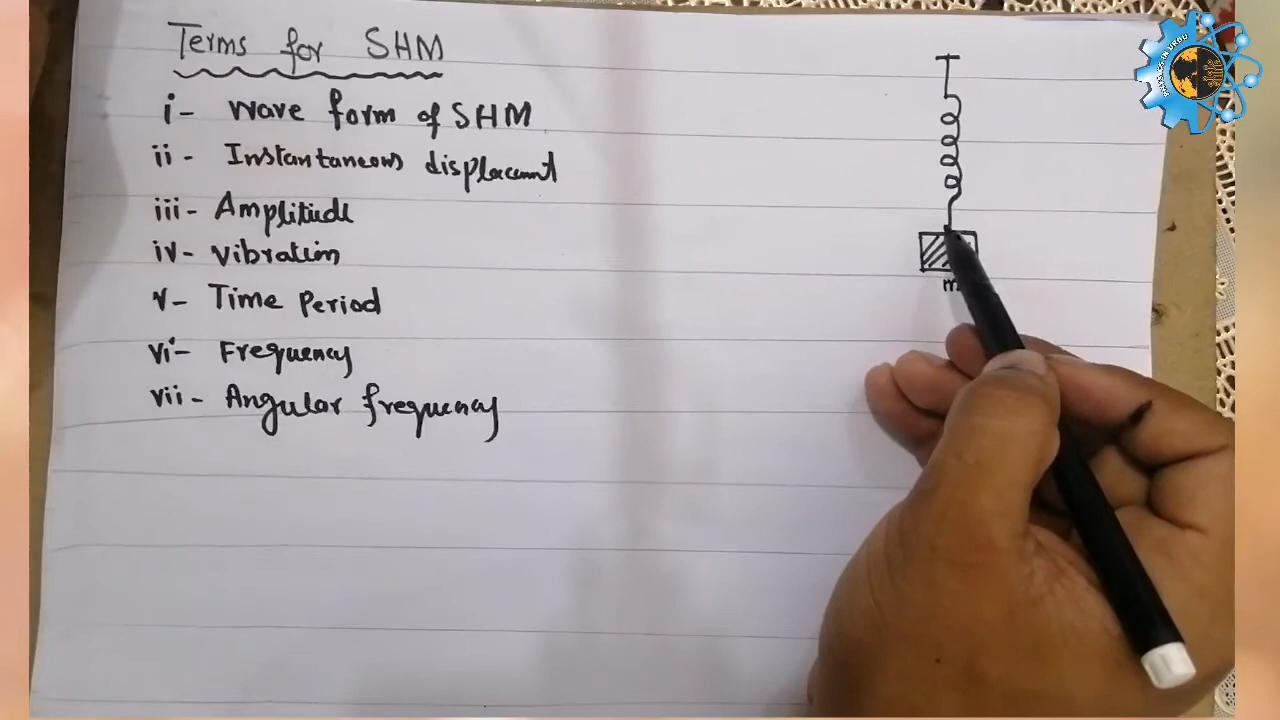 Terms for SHM
i- Wave form of SHM
ii- Instantaneous displacement
iii- Amplitude
iv- Vibration
v- Time Period
vi- Frequency
vii- Angular frequency
m